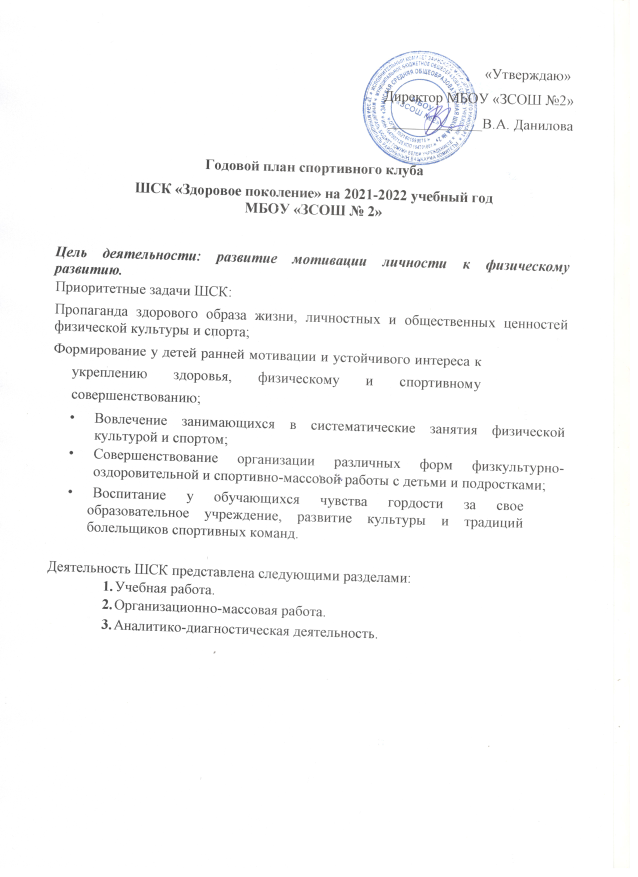 «Утверждаю»
Директор МБОУ «ЗСОШ №2»
В.А. Данилова
Годовой план спортивного клуба
ШСК «Здоровое поколение» на 2021-2022 учебный год
МБОУ «ЗСОШ № 2»
Цель деятельности: развитие мотивации личности к физическому
развитию.
Приоритетные задачи ШСК:
Пропаганда здорового образа жизни, личностных и общественных ценностей
физической культуры и спорта;
Формирование у детей ранней мотивации и устойчивого интереса к
укреплению здоровья, физическому и спортивному
совершенствованию;
• Вовлечение занимающихся в систематические занятия физической
культурой и спортом;
• Совершенствование организации различных форм физкультурно-
оздоровительной и спортивно-массовой работы с детьми и подростками;
• Воспитание у обучающихся чувства гордости за свое
образовательное учреждение, развитие культуры и традиций
болельщиков спортивных команд.
Деятельность ШСК представлена следующими разделами:
1. Учебная работа.
2. Организационно-массовая работа.
3. Аналитико-диагностическая деятельность.